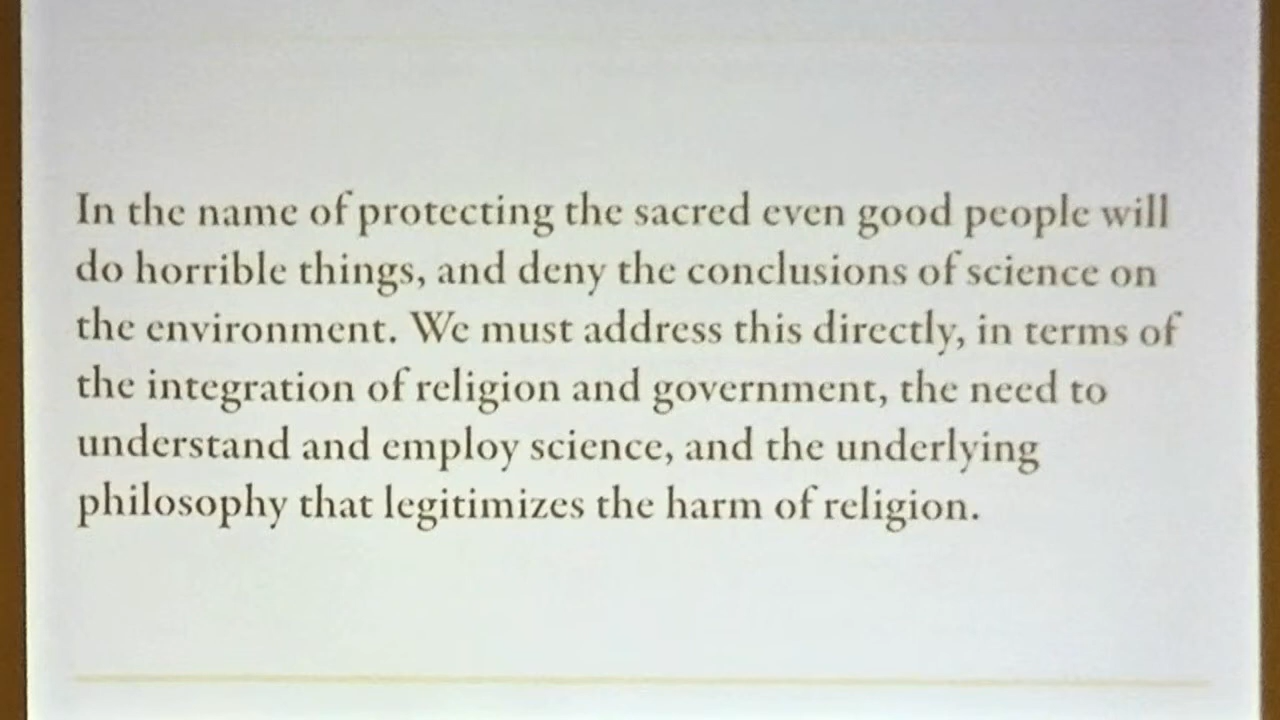 In the name of protecting the sacred even good people will
do horrible things, and deny the conclusions of science on
the environment. We must address this directly, in terms of
the integration of religion and government, the need to
understand and employ science, and the underlying
philosophy that legitimizes the harm of religion.